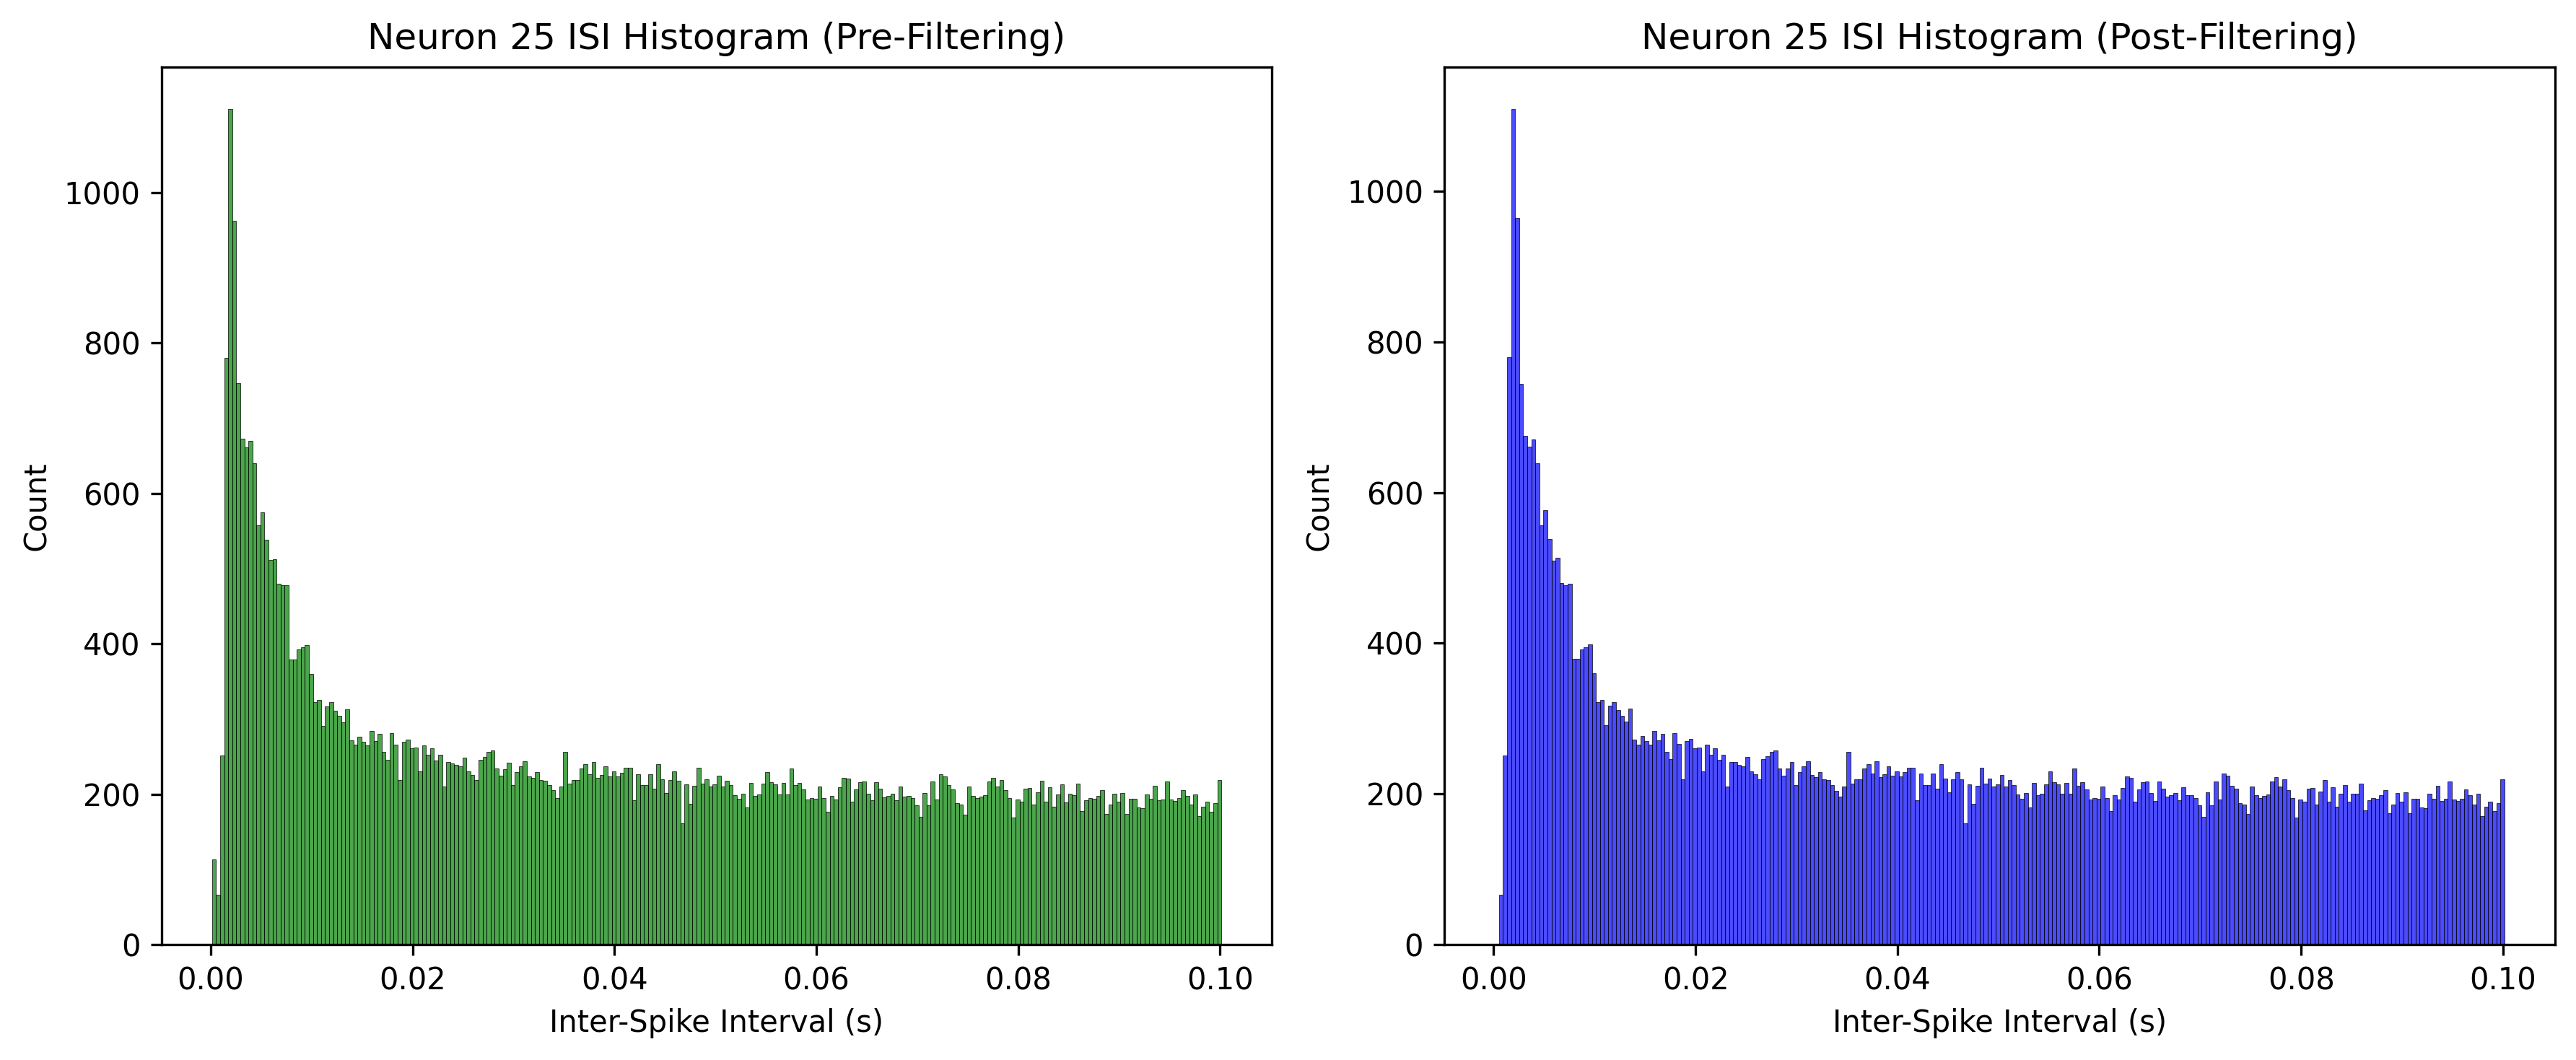 Neuron 25 ISI Histogram (Pre-Filtering)
Count
1000
800
600
400
200
0
0.00 0.02 0.04 0.06 0.08 0.10
Inter-Spike Interval (s)
Neuron 25 ISI Histogram (Post-Filtering)
Count
1000
800
600
400
200
0
0.00 0.02 0.04 0.06 0.08 0.10
Inter-Spike Interval (s)